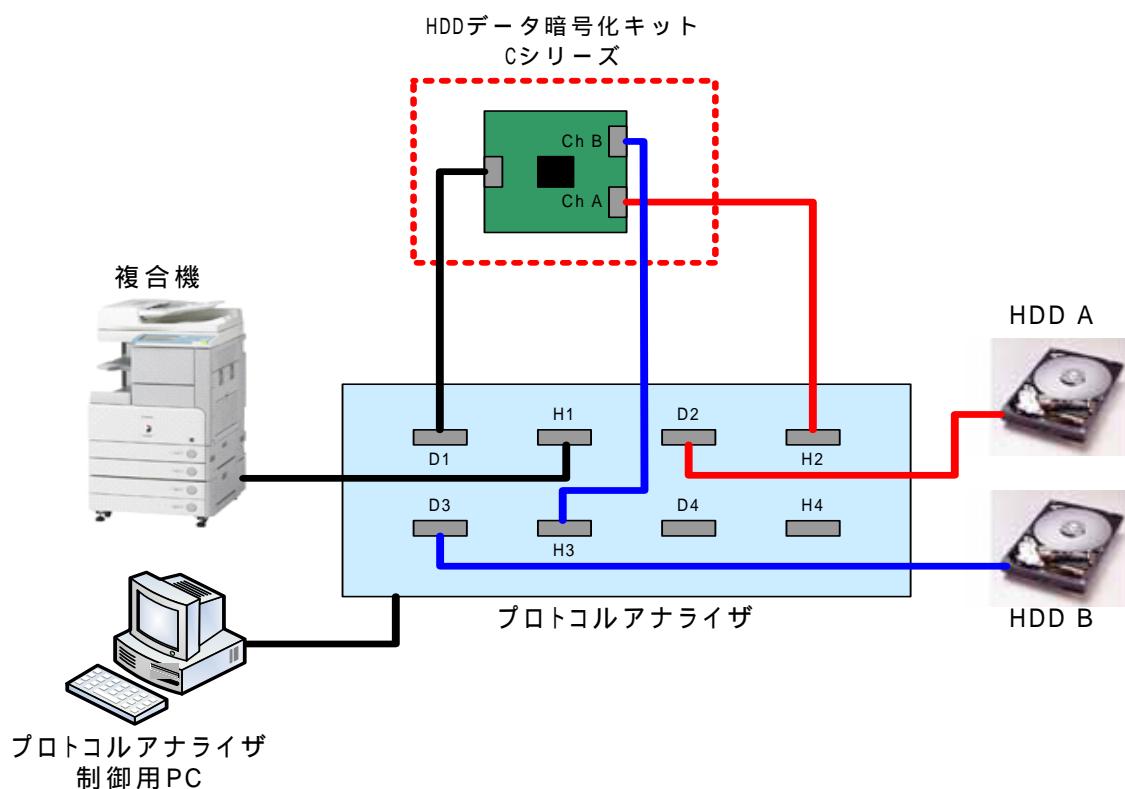 HDDデータ暗号化キット
Cシリーズ
Ch B
Ch A
複合機
HDD A
H1
D2
D1
H2
D3
D4
H4
H3
プロトコルアナライザ
HDD B
プロトコルアナライザ
制御用PC